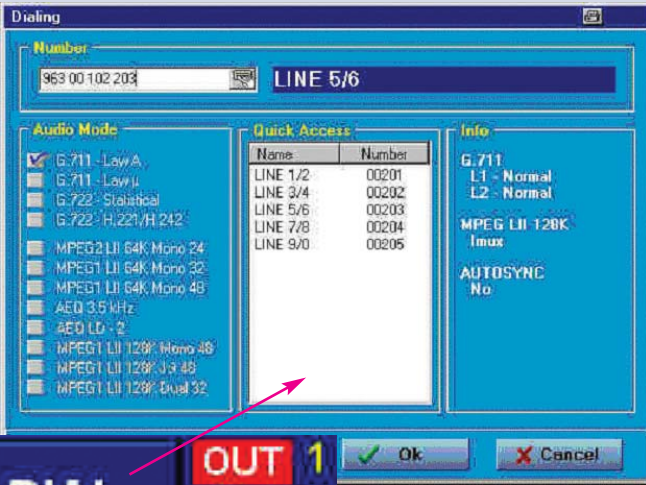 Dialing
Number
963 00 102 203
LINE 5/6
Audio Mode
G.711 - Law A
G.711 - Law µ
G.722 - Statistical
G.722 - H.221/H.242
MPEG2 LII 64K Mono 24
MPEG1 LII 64K Mono 32
MPEG1 LII 64K Mono 48
AEQ 3.5 kHz
AEQ LD - 2
MPEG1 LII 128K Mono 48
MPEG1 LII 128K J.S 48
MPEG1 LII 128K Dual 32
Quick Access
Name Number
LINE 1/2 00201
LINE 3/4 00202
LINE 5/6 00203
LINE 7/8 00204
LINE 9/0 00205
Info
G.711
L1 - Normal
L2 - Normal
MPEG LII 128K
Imux
AUTOSYNC
No
OUT 1
Ok
Cancel